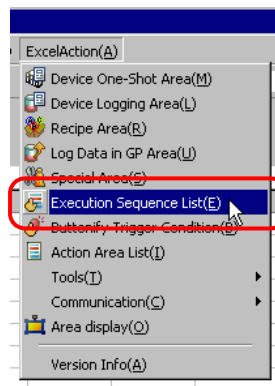 ExcelAction(A)
Device One-Shot Area(M)
Device Logging Area(L)
Recipe Area(R)
Log Data in GP Area(U)
Special Area(S)
Execution Sequence List(E)
Buttonify Trigger Condition(B)
Action Area List(I)
Tools(T)
Communication(C)
Area display(O)
Version Info(A)